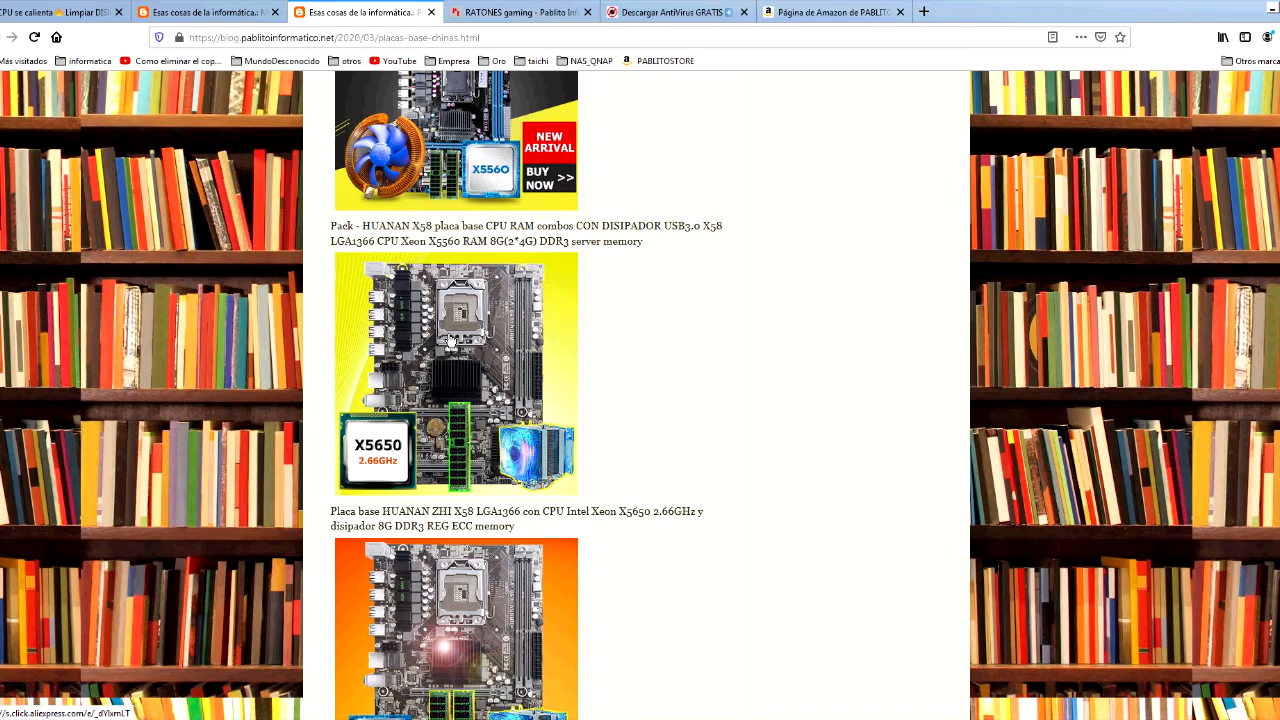 CPU se calienta 🔥 Limpiar DISI
Esas cosas de la informática.: M
Esas cosas de la informática.: P
RATONES gaming - Pablito Inf
Descargar AntiVirus GRATIS
Página de Amazon de PABLITO
https://blog.pablitoinformatico.net/2020/03/placas-base-chinas.html
Más visitados
informatica
Como eliminar el cop...
MundoDesconocido
otros
YouTube
Empresa
Oro
taichi
NAS_QNAP
PABLITOSTORE
Otros marca
NEW
ARRIVAL
X5560
BUY
NOW >>
Pack - HUANAN X58 placa base CPU RAM combos CON DISIPADOR USB3.0 X58
LGA1366 CPU Xeon X5560 RAM 8G(2*4G) DDR3 server memory
X5650
2.66GHz
Placa base HUANAN ZHI X58 LGA1366 con CPU Intel Xeon X5650 2.66GHz y
disipador 8G DDR3 REG ECC memory
//s.click.aliexpress.com/e/_dYlxmLT